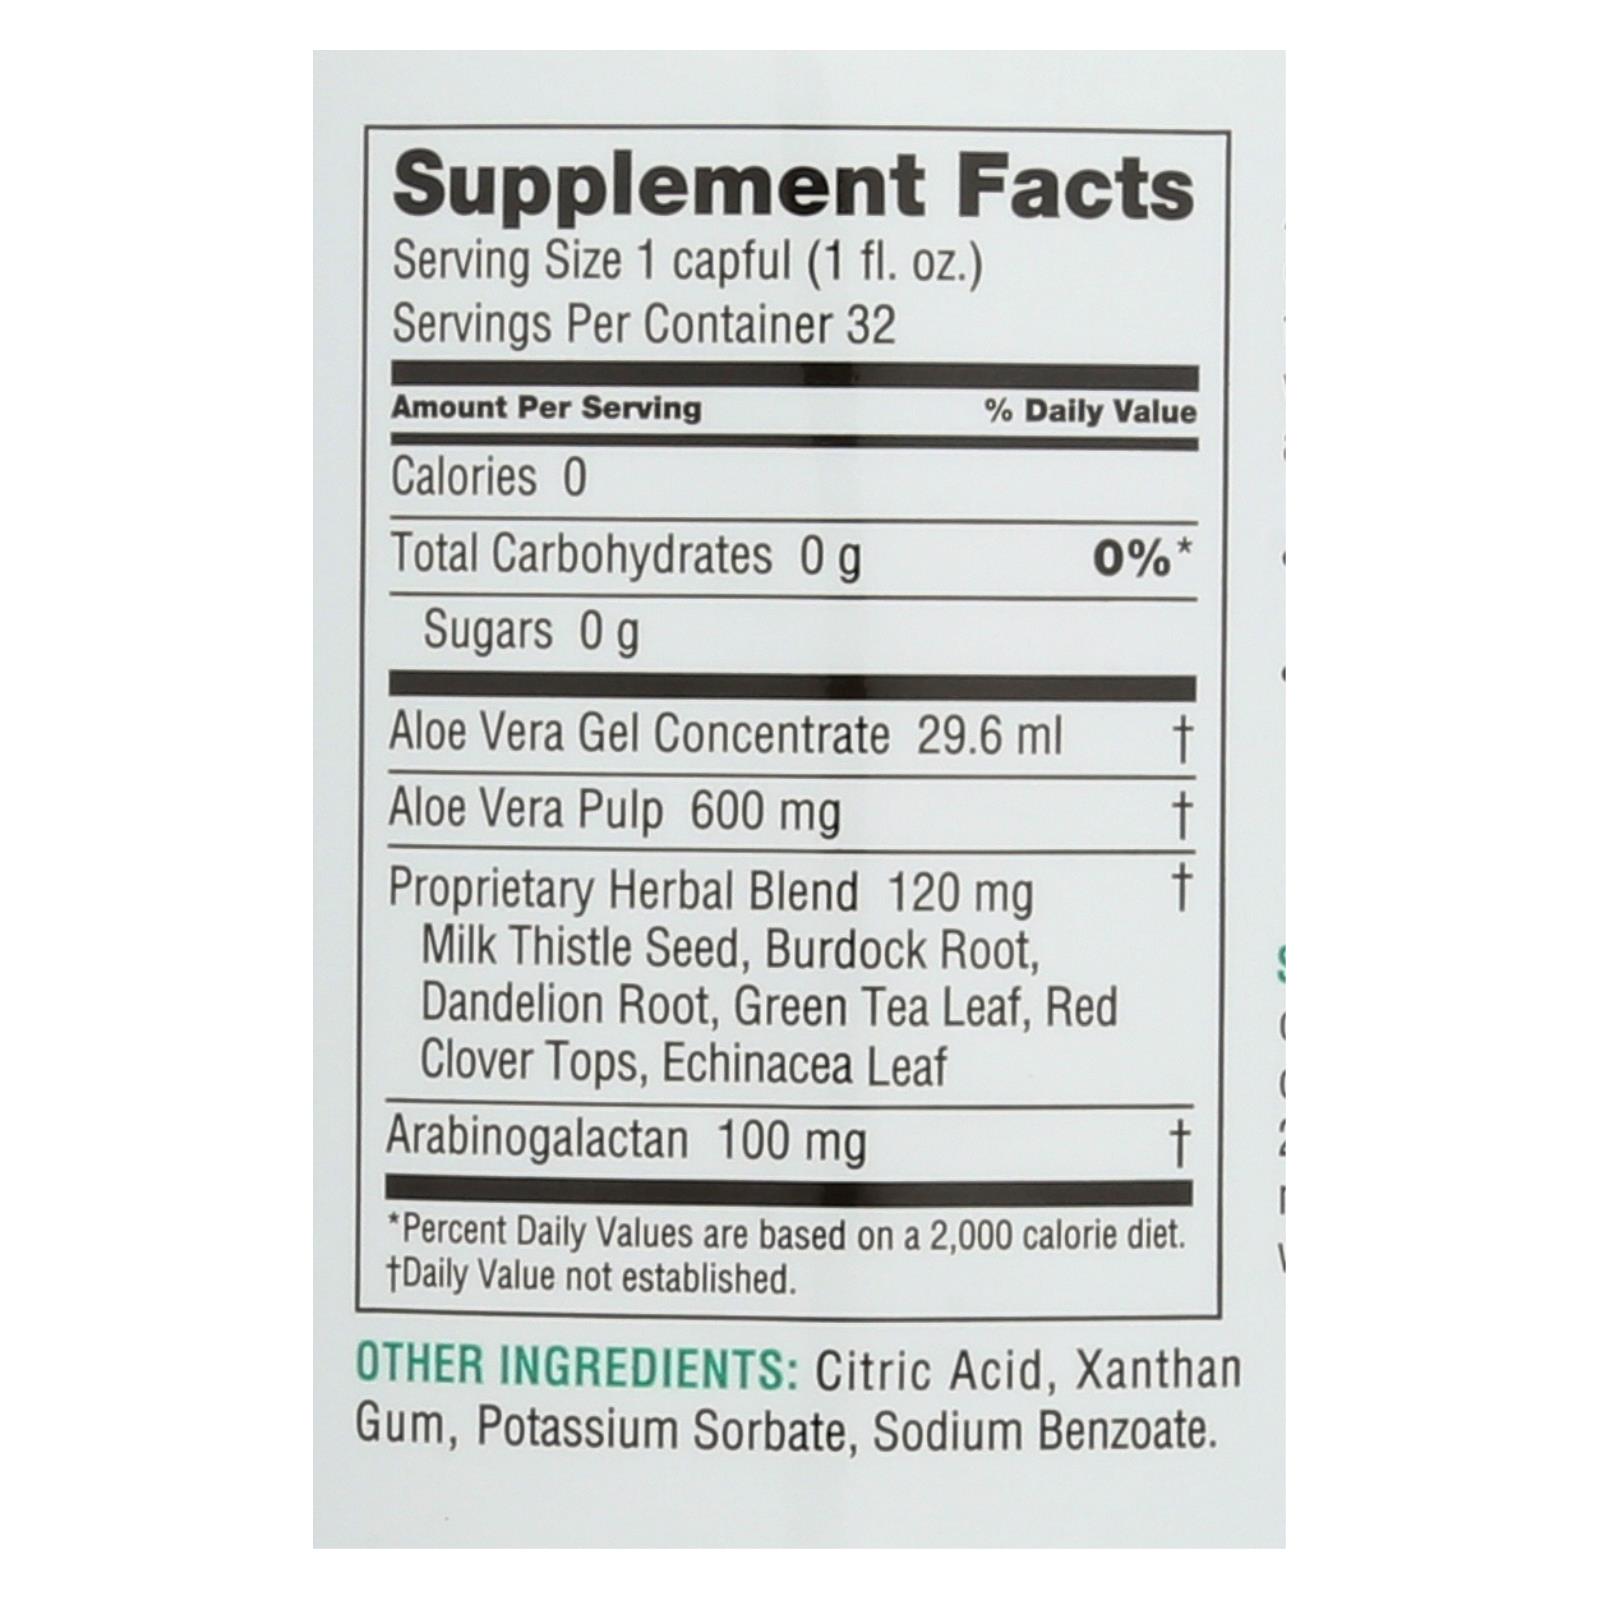 Supplement Facts
Serving Size 1 capful (1 fl. oz.)
Servings Per Container 32
Amount Per Serving % Daily Value
Calories 0
Total Carbohydrates 0 g 0%*
Sugars 0 g
Aloe Vera Gel Concentrate 29.6 ml †
Aloe Vera Pulp 600 mg †
Proprietary Herbal Blend 120 mg †
Milk Thistle Seed, Burdock Root,
Dandelion Root, Green Tea Leaf, Red
Clover Tops, Echinacea Leaf
Arabinogalactan 100 mg †
*Percent Daily Values are based on a 2,000 calorie diet.
†Daily Value not established.
OTHER INGREDIENTS: Citric Acid, Xanthan
Gum, Potassium Sorbate, Sodium Benzoate.